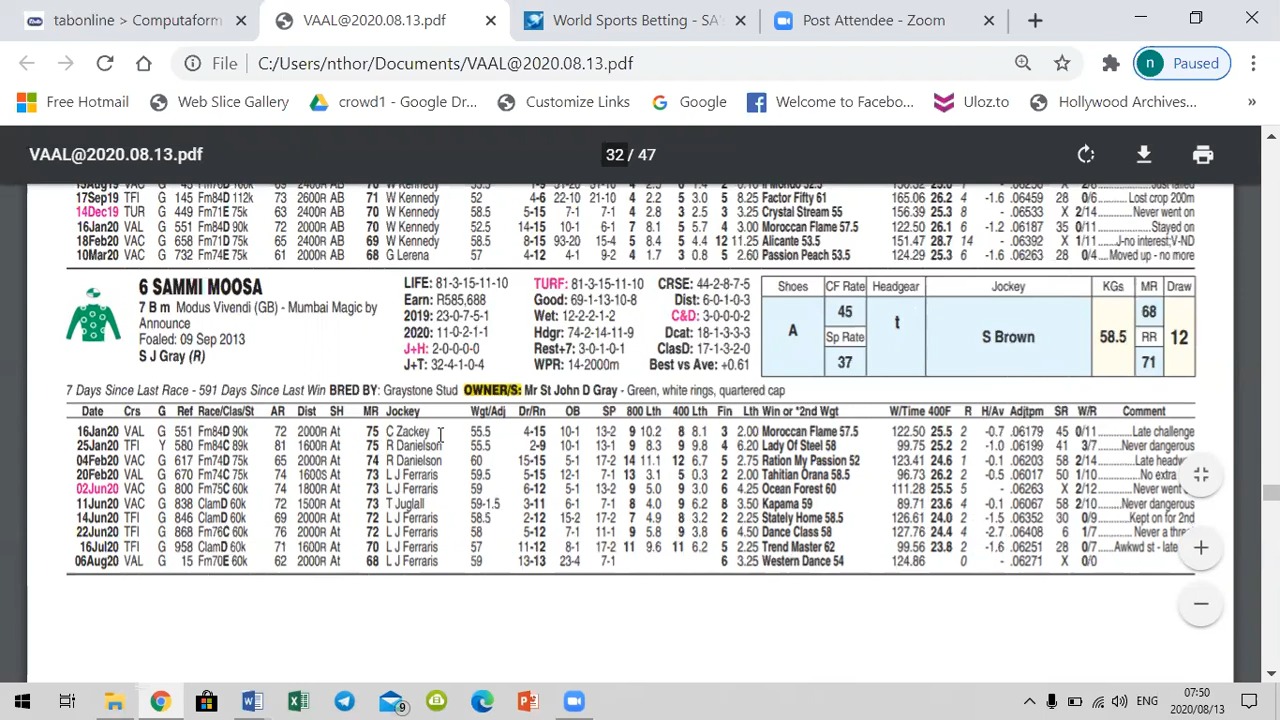 tabonline > Computaform
VAAL@2020.08.13.pdf
World Sports Betting - SA's
Post Attendee - Zoom
File C:/Users/nthor/Documents/VAAL@2020.08.13.pdf
n Paused
Free Hotmail Web Slice Gallery crowd1 - Google Dr... Customize Links Google Welcome to Facebo... Uloz.to Hollywood Archives... »
VAAL@2020.08.13.pdf 32 / 47
17Sep19 TFI G 145 Fm84D 112k 73 2600R AB 70 W Kennedy 52 4-6 22-10 21-10 4 2.2 5 3.0 5 8.25 Factor Fifty 61 165.06 26.2 4 -1.6 .06459 28 0/6 Lost crop 200m
14Dec19 TUR G 449 Fm71E 75k 63 2400R AB 70 W Kennedy 58.5 5-15 7-1 7-1 4 2.8 3 2.5 3 3.25 Crystal Stream 55 156.39 25.3 8 - .06533 X 2/14 Never went on
16Jan20 VAL G 551 Fm84D 90k 72 2000R AB 70 W Kennedy 52.5 14-15 10-1 6-1 7 8.1 5 5.7 4 3.00 Moroccan Flame 57.5 122.50 26.1 6 -1.2 .06189 35 0/11 Stayed on
18Feb20 VAC G 658 Fm71D 75k 65 2400R AB 69 W Kennedy 58.5 8-15 93-20 15-4 5 8.4 4 4.4 12 11.25 Alicante 53.5 151.47 28.7 14 - .06392 X 1/11 J-no interest;V-ND
10Mar20 VAC G 732 Fm74E 75k 61 2000R AB 68 G Lerena 57 4-12 4-1 9-2 4 1.7 3 0.8 5 2.60 Passion Peach 53.5 124.29 25.3 6 -1.6 .06263 28 0/4 Moved up - no more
6 SAMMI MOOSA
7 B m Modus Vivendi (GB) - Mumbai Magic by
Announce
Foaled: 09 Sep 2013
S J Gray (R)
LIFE: 81-3-15-11-10 TURF: 81-3-15-11-10 CRSE: 44-2-8-7-5
Earn: R585,688 Good: 69-1-13-10-8 Dist: 6-0-1-0-3
2019: 23-0-7-5-1 Wet: 12-2-2-1-2 C&D: 3-0-0-0-2
2020: 11-0-2-1-1 Hdgr: 74-2-14-11-9 Dcat: 18-1-3-3-3
J+H: 2-0-0-0-0 Rest+7: 3-0-1-0-1 ClasD: 17-1-3-2-0
J+T: 32-4-1-0-4 WPR: 14-2000m Best vs Ave: +0.61
Shoes CF Rate Headgear Jockey KGs MR Draw
A 45 t S Brown 58.5 68 12
Sp Rate RR
37 71
7 Days Since Last Race - 591 Days Since Last Win BRED BY: Graystone Stud OWNER/S: Mr St John D Gray - Green, white rings, quartered cap
Date Crs G Ref Race/Clas/St AR Dist SH MR Jockey Wgt/Adj Dr/Rn OB SP 800 Lth 400 Lth Fin Lth Win or *2nd Wgt W/Time 400F R H/Av Adjtpm SR W/R Comment
16Jan20 VAL G 551 Fm84D 90k 72 2000R At 75 C Zackey 55.5 4-15 10-1 13-2 9 10.2 8 8.1 3 2.00 Moroccan Flame 57.5 122.50 25.5 2 -0.7 .06179 45 0/11 ....Late challenge
25Jan20 TFI Y 580 Fm84C 89k 81 1600R At 75 R Danielson 55.5 2-9 10-1 13-1 9 8.3 9 9.8 4 6.20 Lady Of Steel 58 99.75 25.2 2 -1.0 .06190 41 3/7 ...Never dangerous
04Feb20 VAC G 617 Fm74C 75k 65 2000R At 74 R Danielson 60 15-15 5-1 17-2 14 11.1 12 6.7 5 2.75 Ration My Passion 52 123.41 24.6 1 -0.1 .06203 58 2/14 .....Late headw
20Feb20 VAL G 670 Fm74C 75k 74 1600S At 73 L J Ferraris 59.5 12-15 7-1 12-1 13 3.1 5 0.3 2 2.00 Tahitian Orana 58.5 96.73 26.2 2 -0.5 .06017 50 1/10 .....No extra
02Jun20 VAC G 800 Fm75C 60k 72 1800R At 73 L J Ferraris 59 6-12 5-1 13-2 9 5.0 9 3.0 6 4.25 Ocean Forest 60 111.28 25.5 5 - .06263 X 2/12 .....Never went
11Jun20 VAC G 838 ClamD 60k 72 1500R At 73 T Juglall 59-1.5 3-11 6-1 6-1 8 4.0 9 6.2 8 3.50 Kapama 59 89.71 23.6 4 -0.1 .06067 58 2/10 ...Never dangerous
14Jun20 TFI G 846 ClamD 60k 69 2000R At 72 L J Ferraris 58.5 2-12 15-2 17-2 7 4.9 8 3.2 2 2.25 Stately Home 58.5 126.61 24.0 2 -1.5 .06352 30 0/9 .....Kept on for 2nd
22Jun20 TFI G 868 FmC 60k 76 2000R At 72 L J Ferraris 58 5-12 7-1 7-1 9 5.5 9 3.8 6 4.50 Dance Class 58 127.76 24.4 4 -2.7 .06408 6 1/7 .....Never a thre
16Jul20 TFI G 958 ClamD 60k 71 1600R At 70 L J Ferraris 57 11-12 8-1 17-2 11 9.6 11 6.2 5 2.25 Trend Master 62 99.56 23.6 2 -1.6 .06251 28 0/7 ...Awkwd st - late
06Aug20 VAL G 15 Fm70E 60k 62 2000R At 68 L J Ferraris 59 13-13 23-4 7-1 6 3.25 Western Dance 54 124.86 0 - .06271 X 0/0
ENG 07:50
2020/08/13